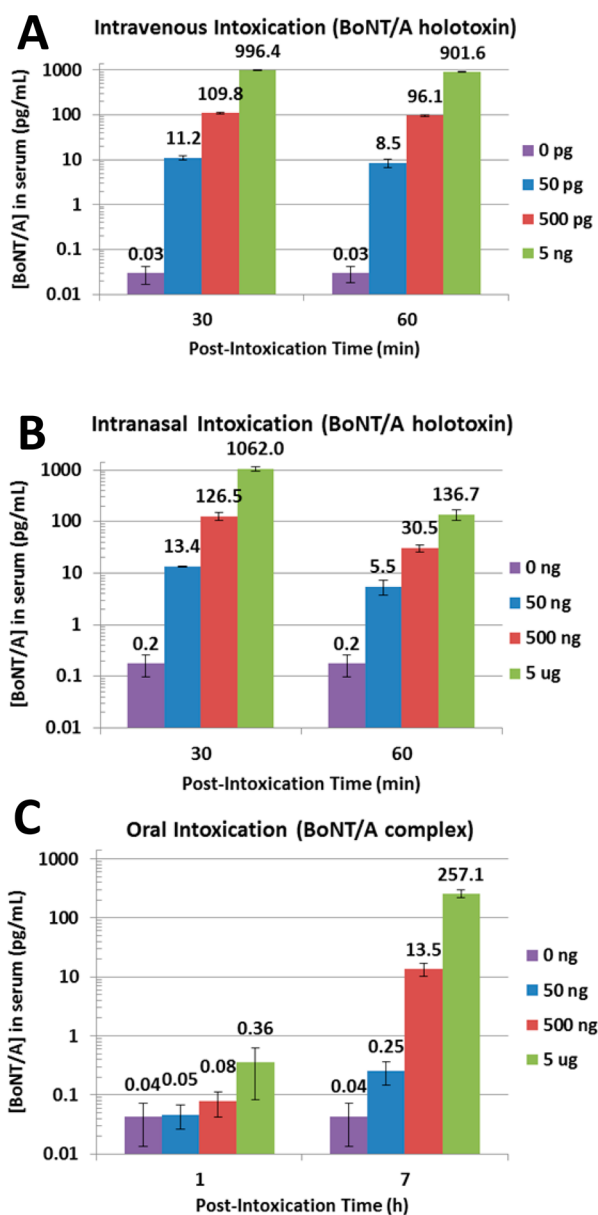 A
Intravenous Intoxication (BoNT/A holotoxin)
[BoNT/A] in serum (pg/mL)
1000
100
10
1
0.1
0.01
0.03
11.2
109.8
996.4
0.03
8.5
96.1
901.6
30
60
Post-Intoxication Time (min)
0 pg
50 pg
500 pg
5 ng
B
Intranasal Intoxication (BoNT/A holotoxin)
[BoNT/A] in serum (pg/mL)
1000
100
10
1
0.1
0.01
0.2
13.4
126.5
1062.0
0.2
5.5
30.5
136.7
30
60
Post-Intoxication Time (min)
0 ng
50 ng
500 ng
5 ug
C
Oral Intoxication (BoNT/A complex)
[BoNT/A] in serum (pg/mL)
1000
100
10
1
0.1
0.01
0.04
0.05
0.08
0.36
0.04
0.25
13.5
257.1
1
7
Post-Intoxication Time (h)
0 ng
50 ng
500 ng
5 ug